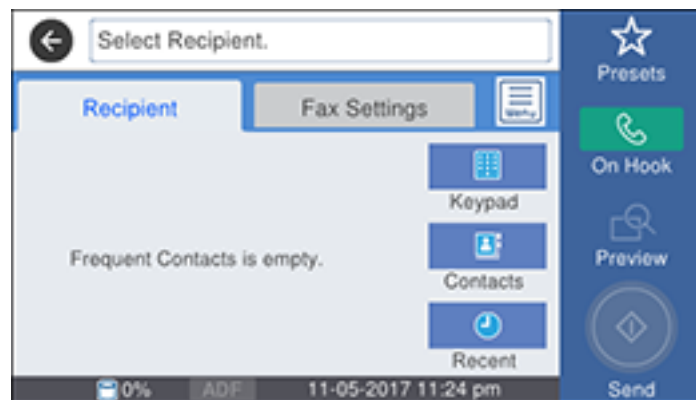 Select Recipient.
Presets
Recipient
Fax Settings
Menu
On Hook
Keypad
Frequent Contacts is empty.
Preview
Contacts
Recent
0%
ADF
11-05-2017 11:24 pm
Send